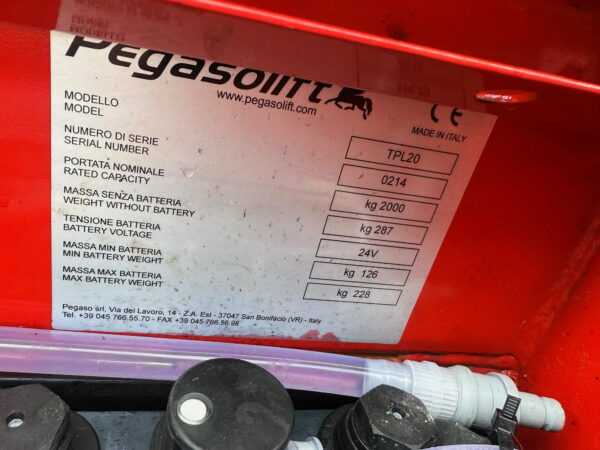 Pegasolift
www.pegasolift.com
CE
MADE IN ITALY
MODELLO
MODEL
TPL20
NUMERO DI SERIE
SERIAL NUMBER
0214
PORTATA NOMINALE
RATED CAPACITY
kg 2000
MASSA SENZA BATTERIA
WEIGHT WITHOUT BATTERY
kg 287
TENSIONE BATTERIA
BATTERY VOLTAGE
24V
MASSA MIN BATTERIA
MIN BATTERY WEIGHT
kg 126
MASSA MAX BATTERIA
MAX BATTERY WEIGHT
kg 228
Pegaso srl, Via del Lavoro, 14 - Z.A. Est - 37047 San Bonifacio (VR) - Italy
Tel. +39 045 766.55.70 - FAX +39 045 766.56.98